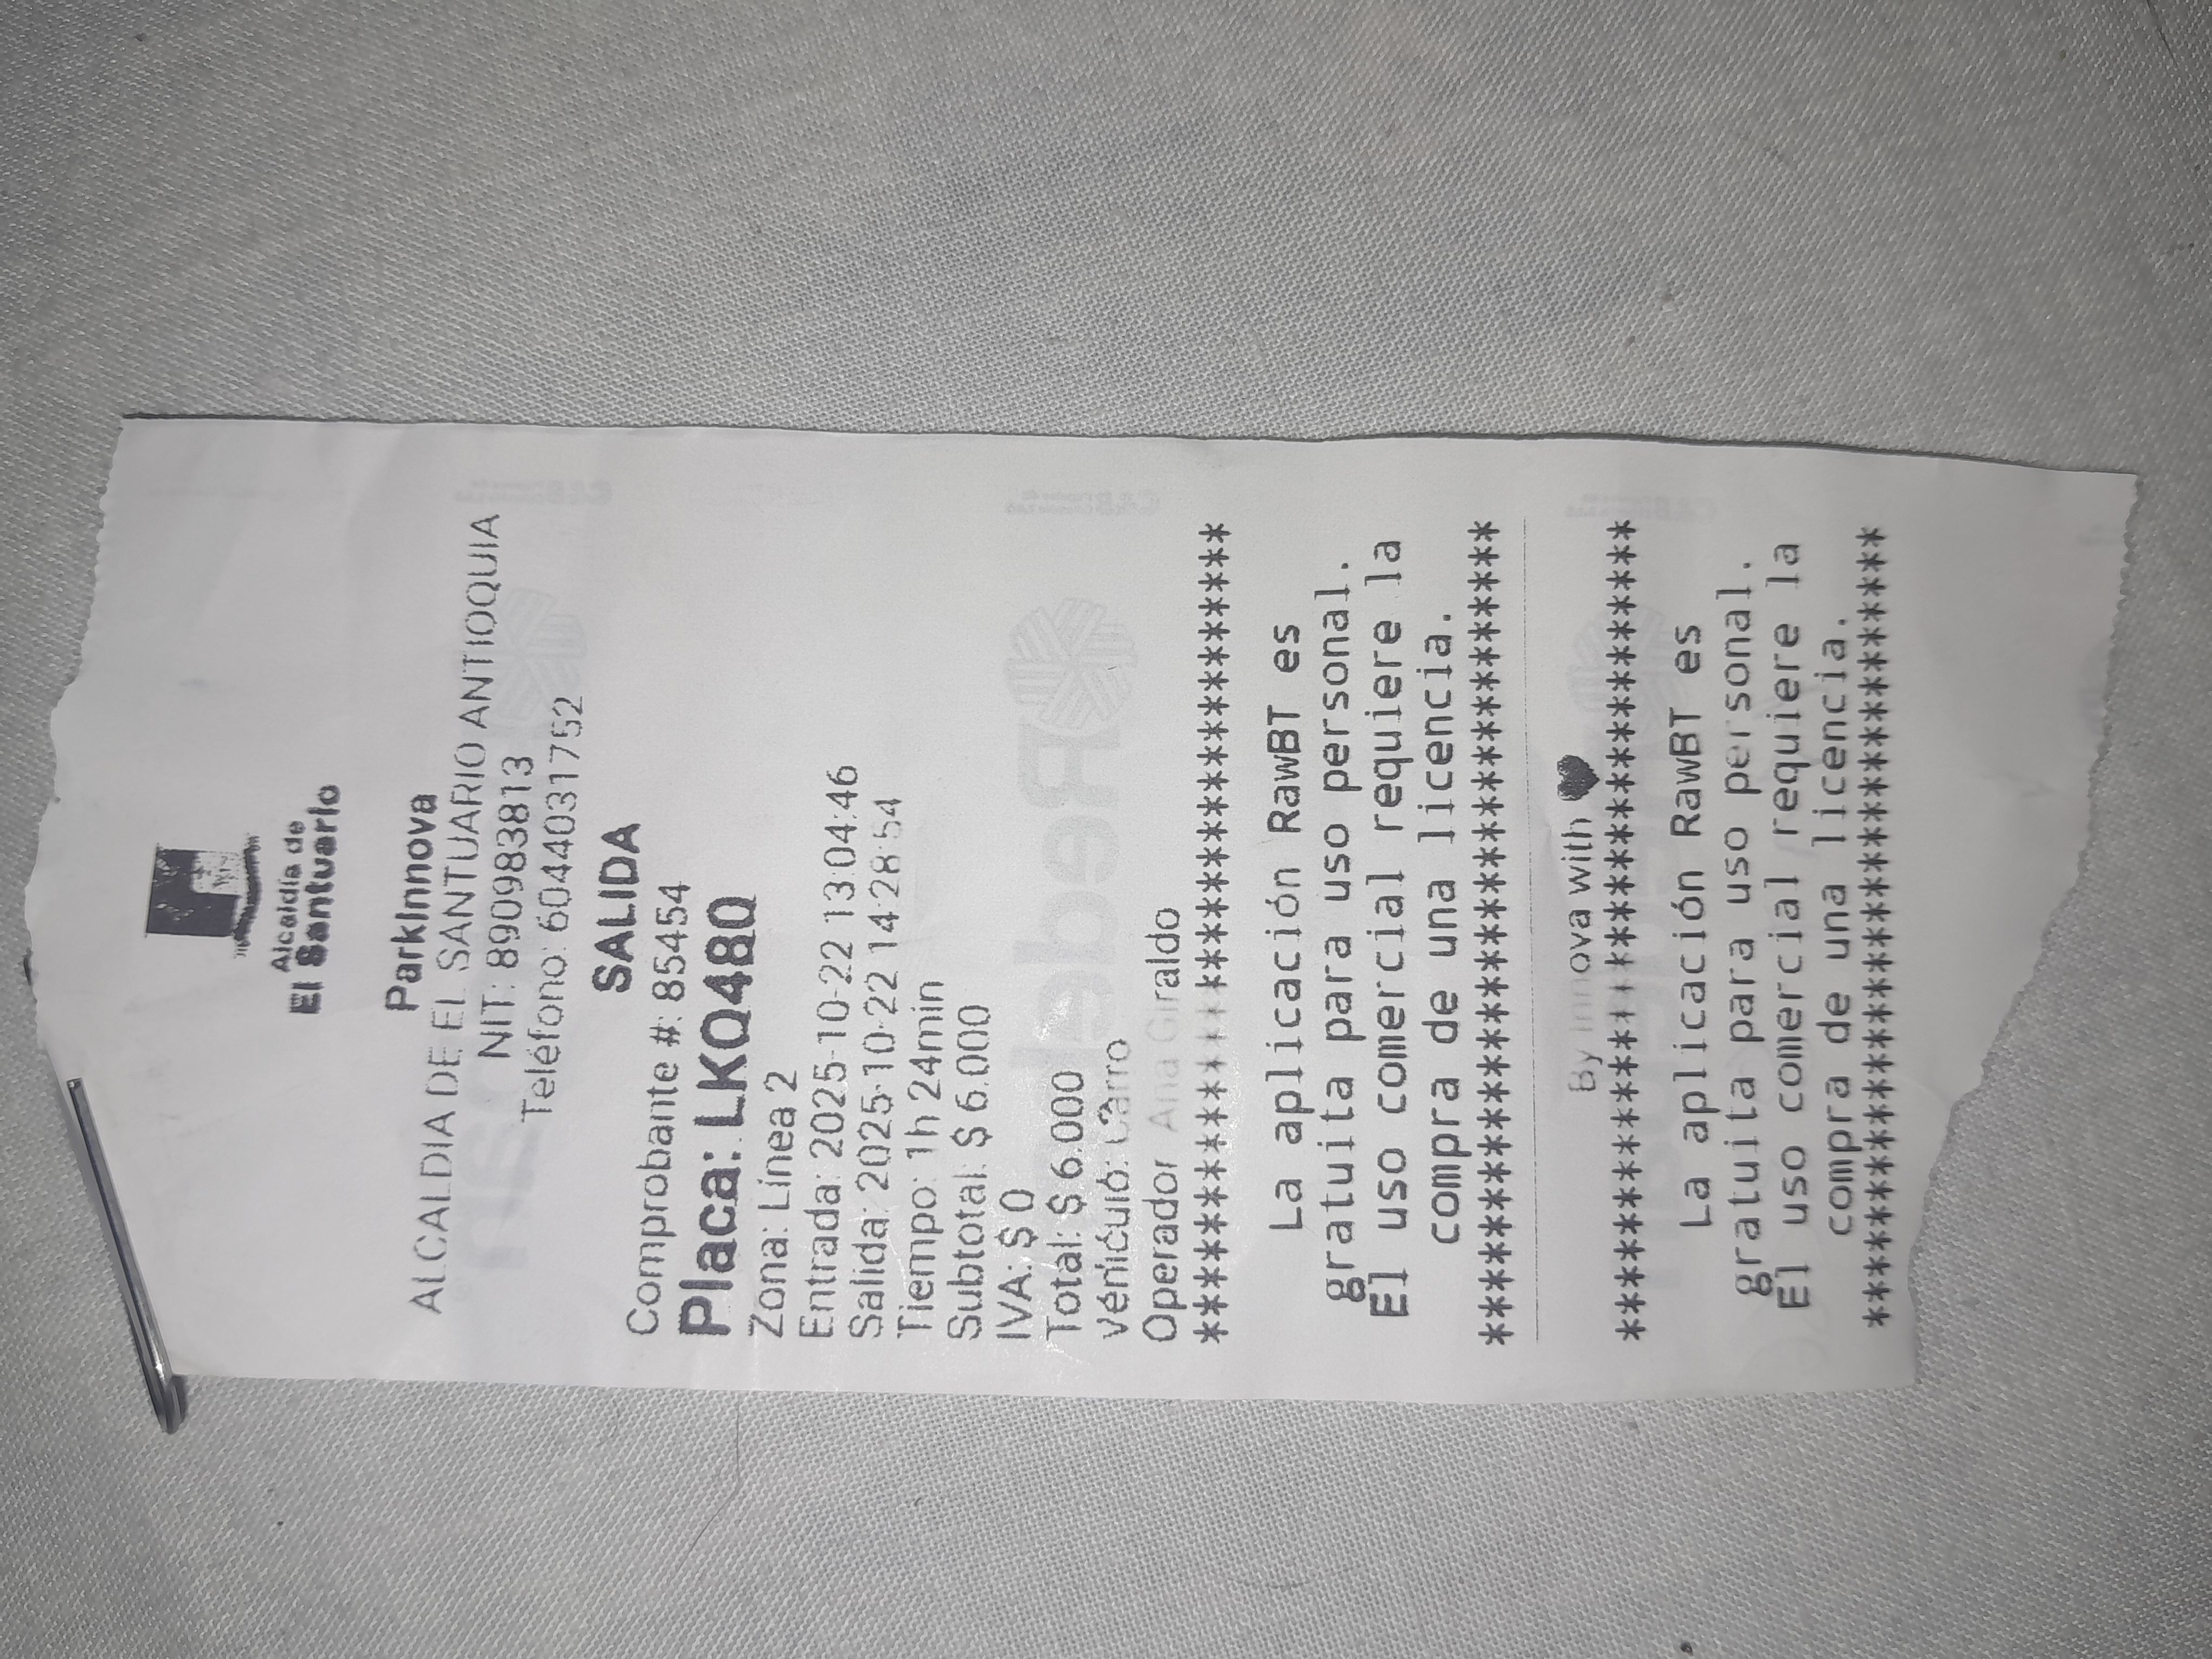 Alcaldía de
El Santuario
ParkInnova
ALCALDIA DE EL SANTUARIO ANTIOQUIA
NIT: 890983813
Teléfono: 6044031752
SALIDA
Comprobante #: 85454
Placa: LKQ480
Zona: Línea 2
Entrada: 2025-10-22 13:04:46
Salida: 2025-10-22 14:28:54
Tiempo: 1h 24min
Subtotal: $ 6.000
IVA: $ 0
Total: $ 6.000
Vehículo: Carro
Operador Ana Giraldo
********************************
La aplicación RawBT es
gratuita para uso personal.
El uso comercial requiere la
compra de una licencia.
********************************
By Innova with ♥
********************************
La aplicación RawBT es
gratuita para uso personal.
El uso comercial requiere la
compra de una licencia.
********************************